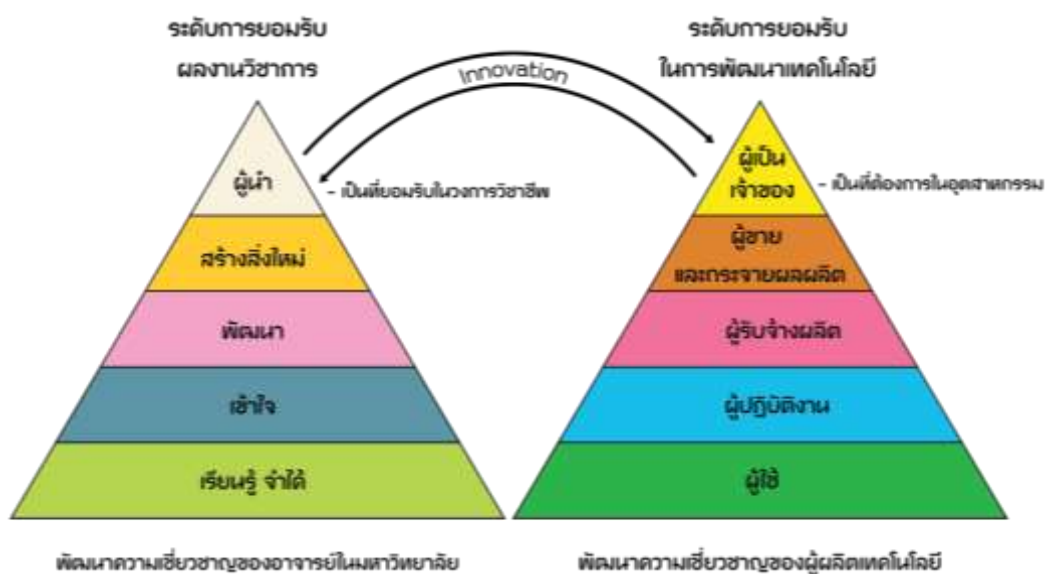 ระดับการยอมรับ
ผลงานวิชาการ
ระดับการยอมรับ
ในการพัฒนาเทคโนโลยี
Innovation
ผู้นำ
- เป็นที่ยอมรับในวงการวิชาชีพ
สร้างสิ่งใหม่
พัฒนา
เข้าใจ
เรียนรู้ จำได้
พัฒนาความเชี่ยวชาญของอาจารย์ในมหาวิทยาลัย
ผู้เป็น
เจ้าของ
- เป็นที่ต้องการในอุตสาหกรรม
ผู้ขาย
และกระจายผลผลิต
ผู้รับจ้างผลิต
ผู้ปฏิบัติงาน
ผู้ใช้
พัฒนาความเชี่ยวชาญของผู้ผลิตเทคโนโลยี